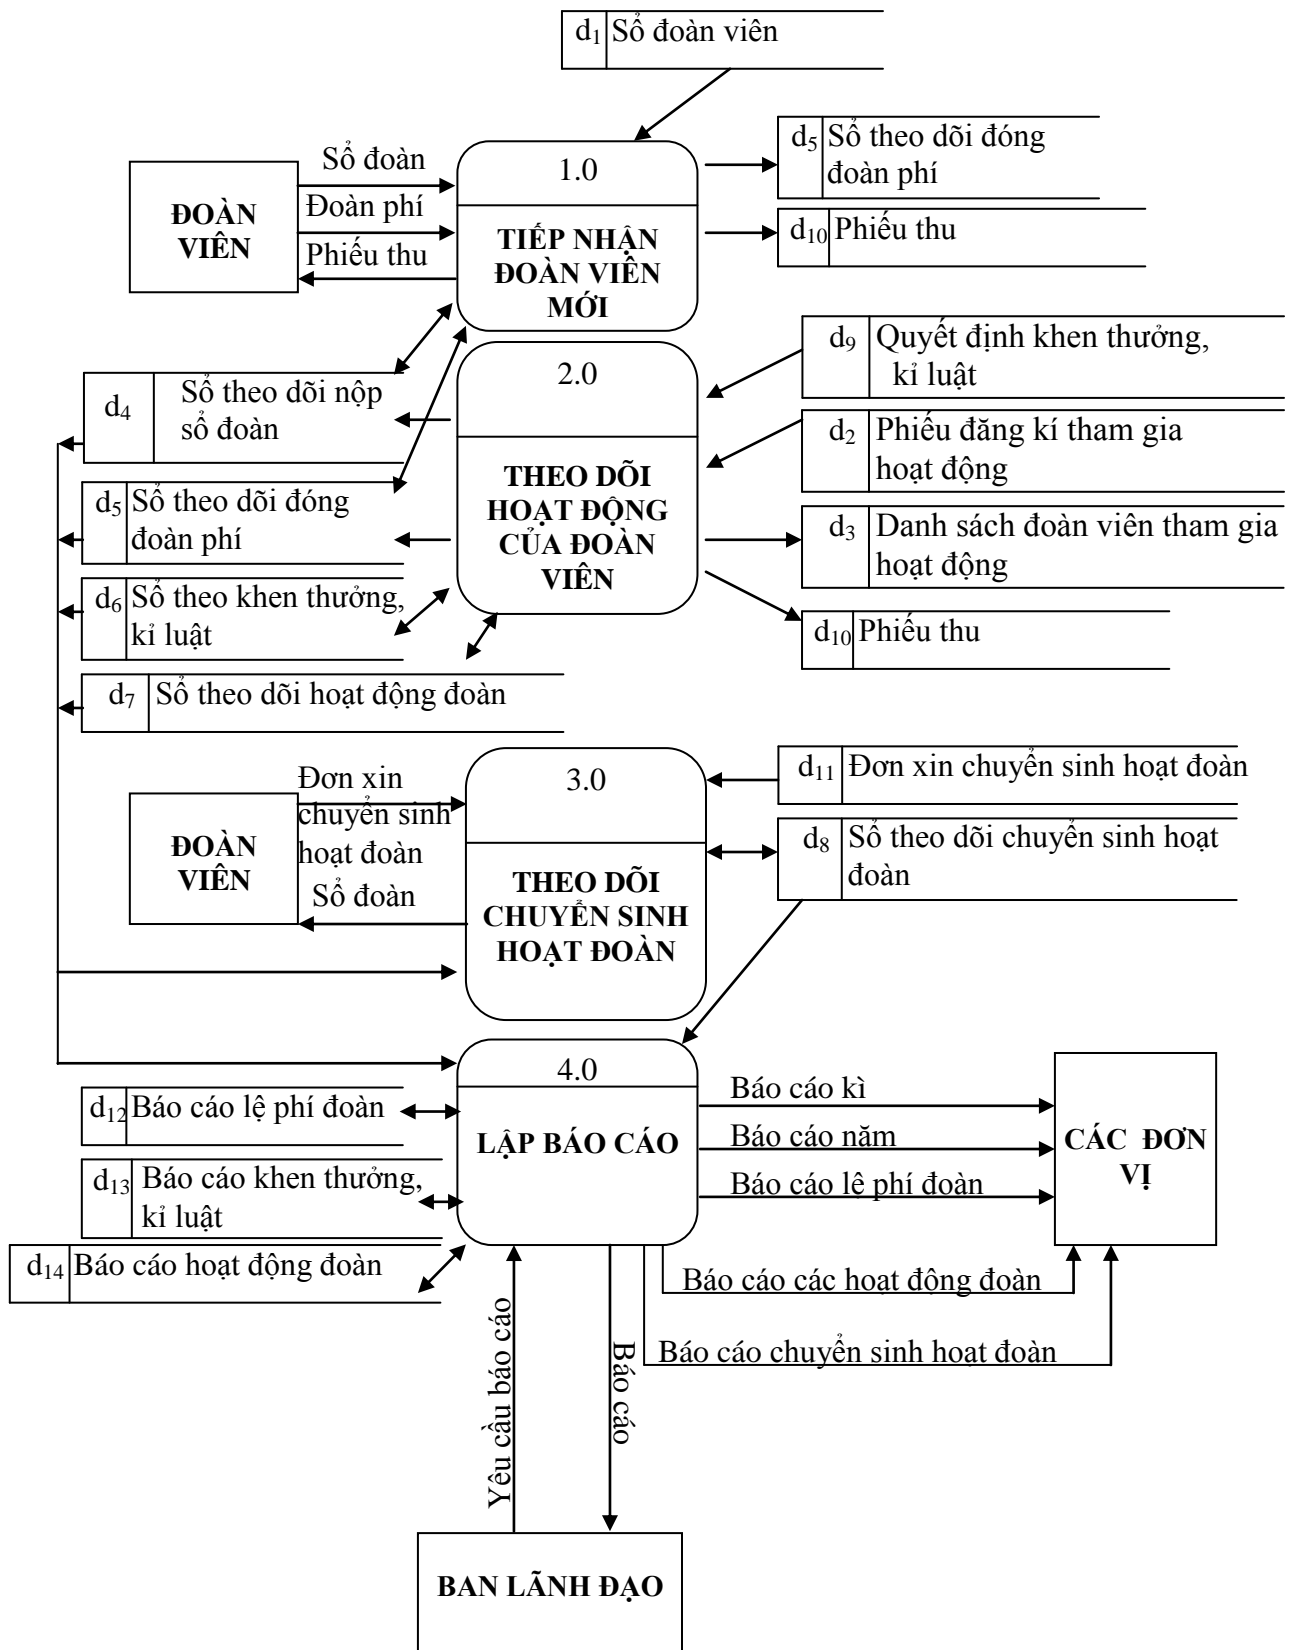 d1 Sổ đoàn viên
Sổ đoàn
Đoàn phí
Phiếu thu
ĐOÀN
VIÊN
1.0
TIẾP NHẬN
ĐOÀN VIÊN
MỚI
d5 Sổ theo dõi đóng
đoàn phí
d10 Phiếu thu
d4 Sổ theo dõi nộp
sổ đoàn
d5 Sổ theo dõi đóng
đoàn phí
d6 Sổ theo khen thưởng,
kỉ luật
d7 Sổ theo dõi hoạt động đoàn
2.0
THEO DÕI
HOẠT ĐỘNG
CỦA ĐOÀN
VIÊN
d9 Quyết định khen thưởng,
kỉ luật
d2 Phiếu đăng kí tham gia
hoạt động
d3 Danh sách đoàn viên tham gia
hoạt động
d10 Phiếu thu
ĐOÀN
VIÊN
Đơn xin
chuyển sinh
hoạt đoàn
Sổ đoàn
3.0
THEO DÕI
CHUYỂN SINH
HOẠT ĐOÀN
d11 Đơn xin chuyển sinh hoạt đoàn
d8 Sổ theo dõi chuyển sinh hoạt
đoàn
4.0
LẬP BÁO CÁO
d12 Báo cáo lệ phí đoàn
d13 Báo cáo khen thưởng,
kỉ luật
d14 Báo cáo hoạt động đoàn
Báo cáo kì
Báo cáo năm
Báo cáo lệ phí đoàn
CÁC ĐƠN
VỊ
Báo cáo các hoạt động đoàn
Báo cáo chuyển sinh hoạt đoàn
Yêu cầu báo cáo
Báo cáo
BAN LÃNH ĐẠO